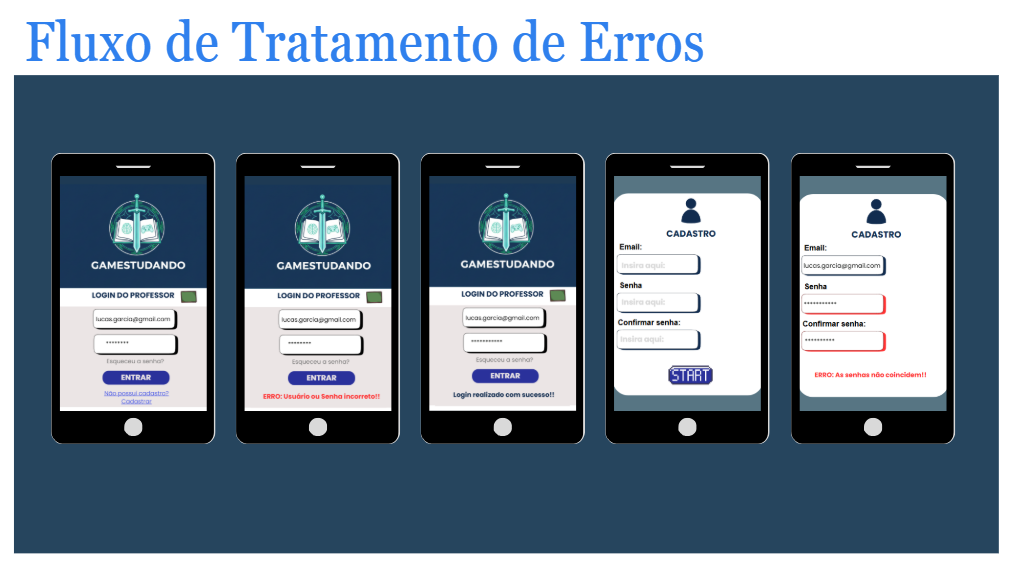 Fluxo de Tratamento de Erros
GAMESTUDANDO
LOGIN DO PROFESSOR
lucas.garcia@gmail.com
********
Esqueceu a senha?
ENTRAR
Não possui cadastro?
Cadastrar
GAMESTUDANDO
LOGIN DO PROFESSOR
lucas.garcia@gmail.com
********
Esqueceu a senha?
ENTRAR
ERRO: Usuário ou Senha incorreto!!
GAMESTUDANDO
LOGIN DO PROFESSOR
lucas.garcia@gmail.com
***********
Esqueceu a senha?
ENTRAR
Login realizado com sucesso!!
CADASTRO
Email:
Insira aqui:
Senha
Insira aqui:
Confirmar senha:
Insira aqui:
START
CADASTRO
Email:
lucas.garcia@gmail.com
Senha
***********
Confirmar senha:
**********
ERRO: As senhas não coincidem!!